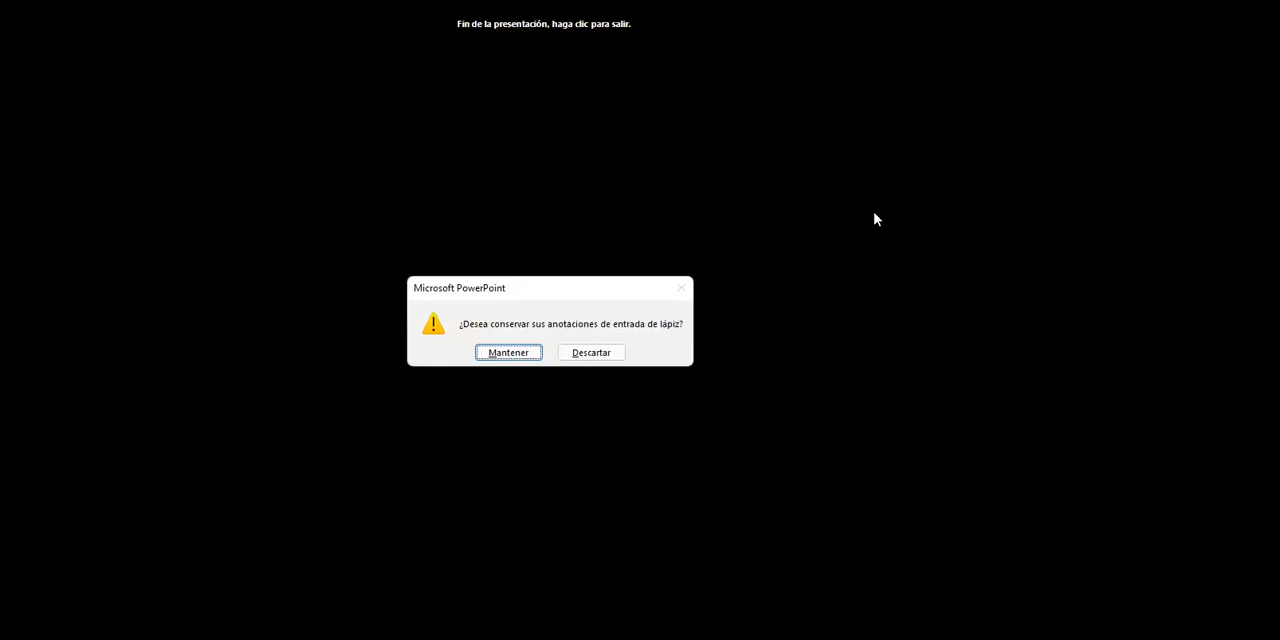 Fin de la presentación, haga clic para salir.
Microsoft PowerPoint
¿Desea conservar sus anotaciones de entrada de lápiz?
Mantener
Descartar